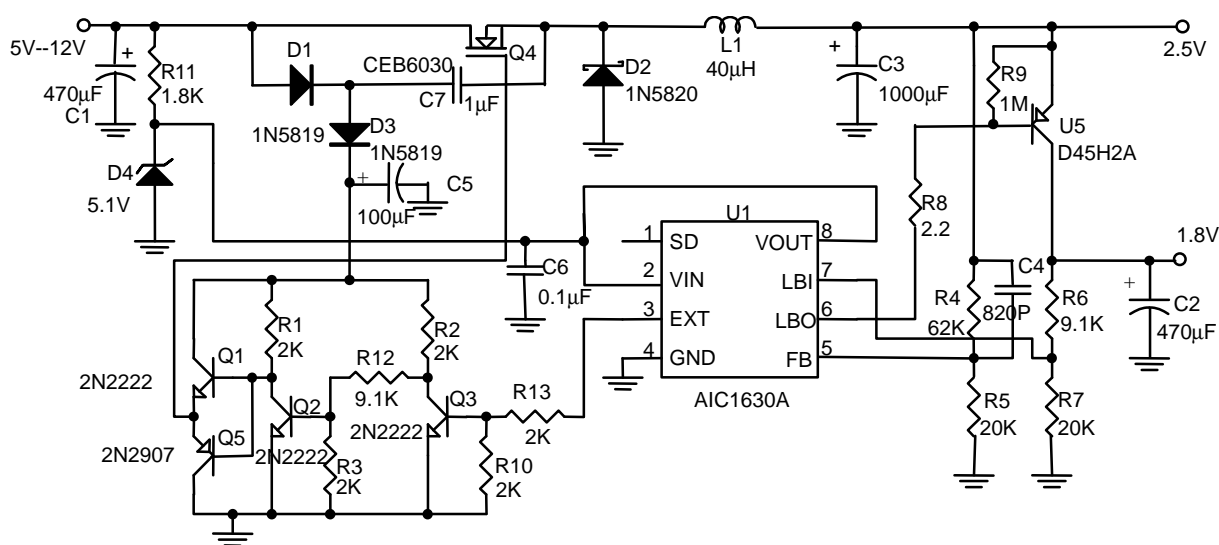 5V--12V
+
470μF
C1
R11
1.8K
D4
5.1V
D1
1N5819
CEB6030
Q4
C7
1μF
D3
1N5819
+
100μF
C5
D2
1N5820
L1
40μH
+
C3
1000μF
R9
1M
U5
D45H2A
2.5V
R8
2.2
1.8V
U1
1 SD VOUT 8
2 VIN LBI 7
3 EXT LBO 6
4 GND FB 5
AIC1630A
C6
0.1μF
C4
820P
R4
62K
R6
9.1K
+
C2
470μF
R5
20K
R7
20K
R1
2K
R2
2K
Q1
2N2222
Q5
2N2907
Q2
2N2222
R12
9.1K
R3
2K
Q3
2N2222
R13
2K
R10
2K